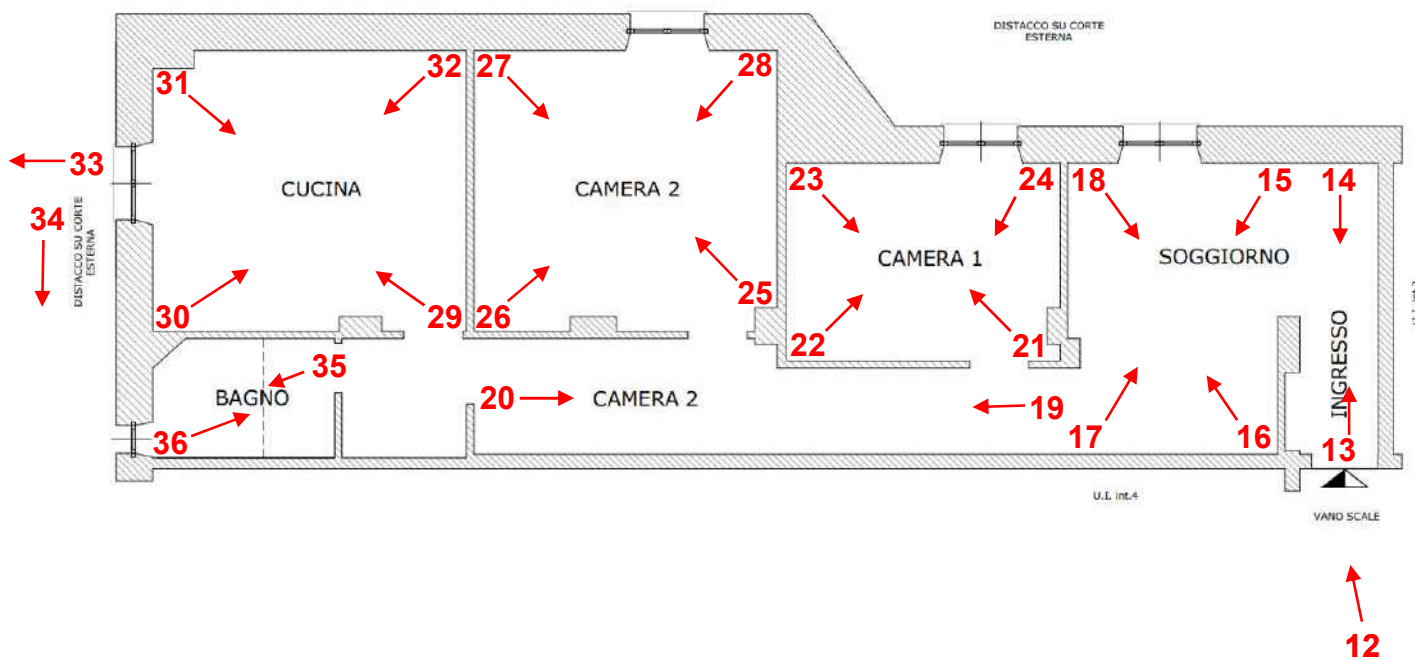 DISTACCO SU CORTE
ESTERNA
31
32
27
28
33
CUCINA
CAMERA 2
23
24
18
15
14
34
DISTACCO SU CORTE
ESTERNA
CAMERA 1
SOGGIORNO
30
29
26
25
22
21
INGRESSO
35
BAGNO
20
CAMERA 2
19
36
17
16
13
U.I. int.4
VANO SCALE
12